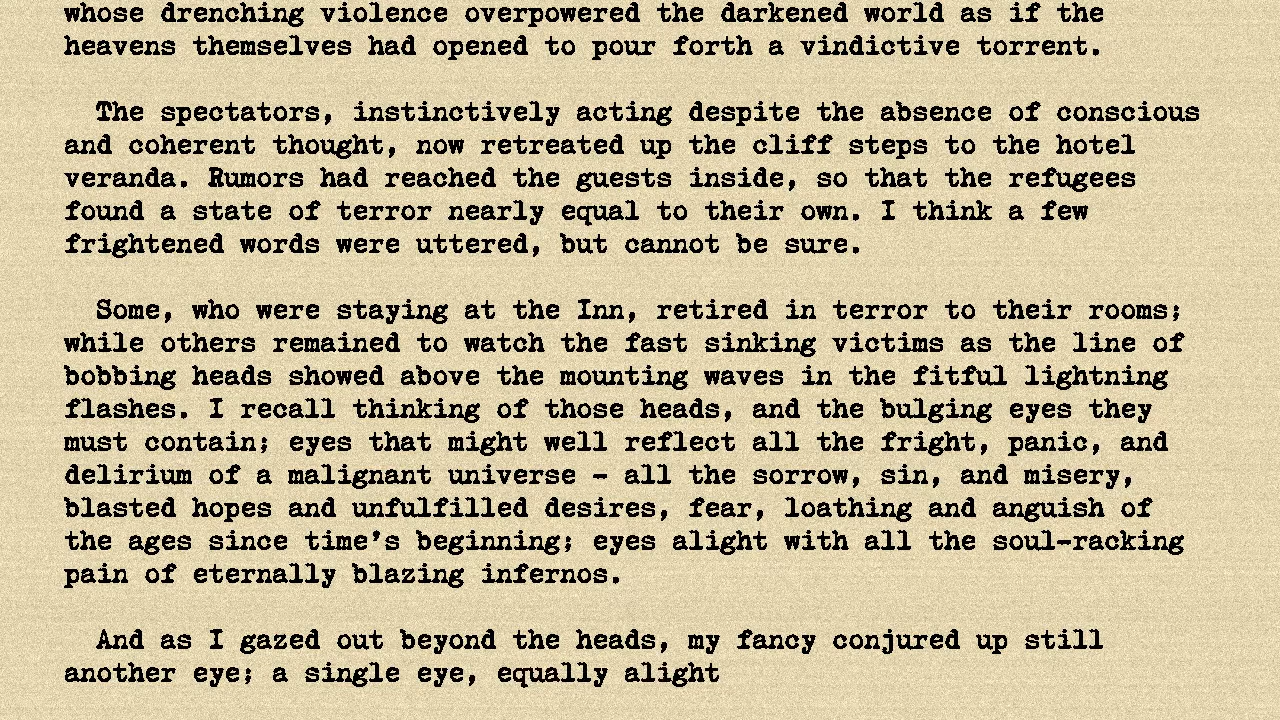 whose drenching violence overpowered the darkened world as if the
heavens themselves had opened to pour forth a vindictive torrent.
The spectators, instinctively acting despite the absence of conscious
and coherent thought, now retreated up the cliff steps to the hotel
veranda. Rumors had reached the guests inside, so that the refugees
found a state of terror nearly equal to their own. I think a few
frightened words were uttered, but cannot be sure.
Some, who were staying at the Inn, retired in terror to their rooms;
while others remained to watch the fast sinking victims as the line of
bobbing heads showed above the mounting waves in the fitful lightning
flashes. I recall thinking of those heads, and the bulging eyes they
must contain; eyes that might well reflect all the fright, panic, and
delirium of a malignant universe - all the sorrow, sin, and misery,
blasted hopes and unfulfilled desires, fear, loathing and anguish of
the ages since time's beginning; eyes alight with all the soul-racking
pain of eternally blazing infernos.
And as I gazed out beyond the heads, my fancy conjured up still
another eye; a single eye, equally alight